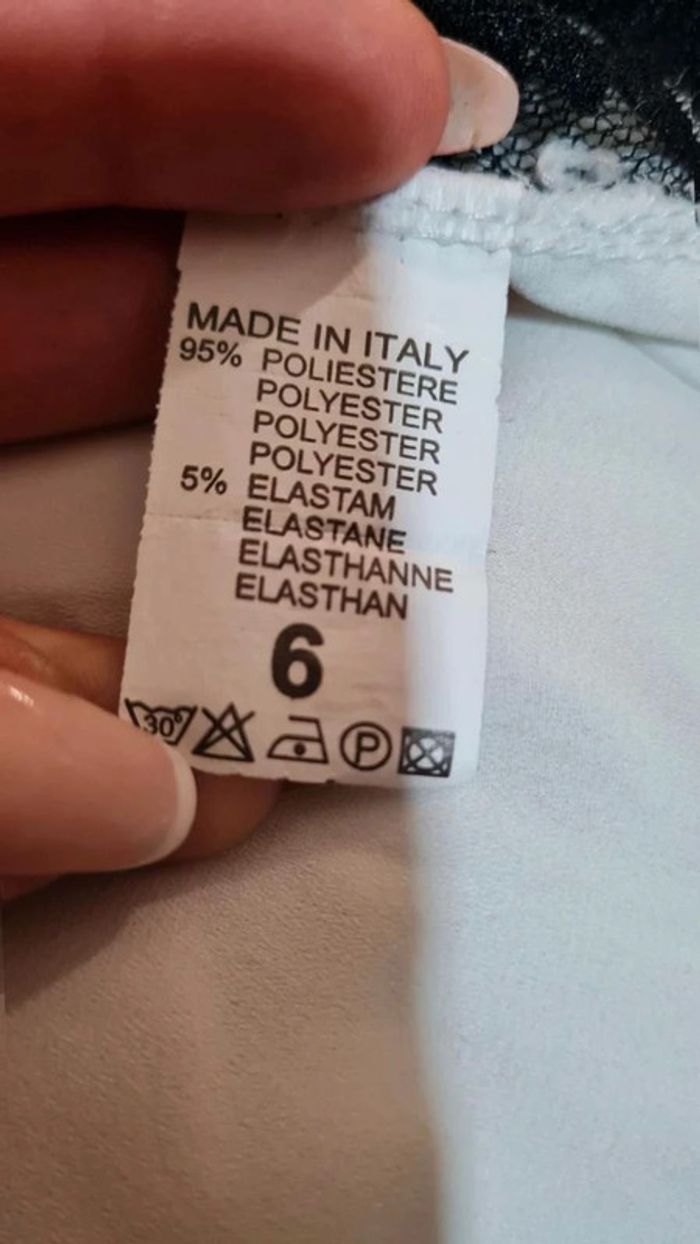 MADE IN ITALY
95% POLIESTERE
POLYESTER
POLYESTER
POLYESTER
5% ELASTAM
ELASTANE
ELASTHANNE
ELASTHAN
6
30° P